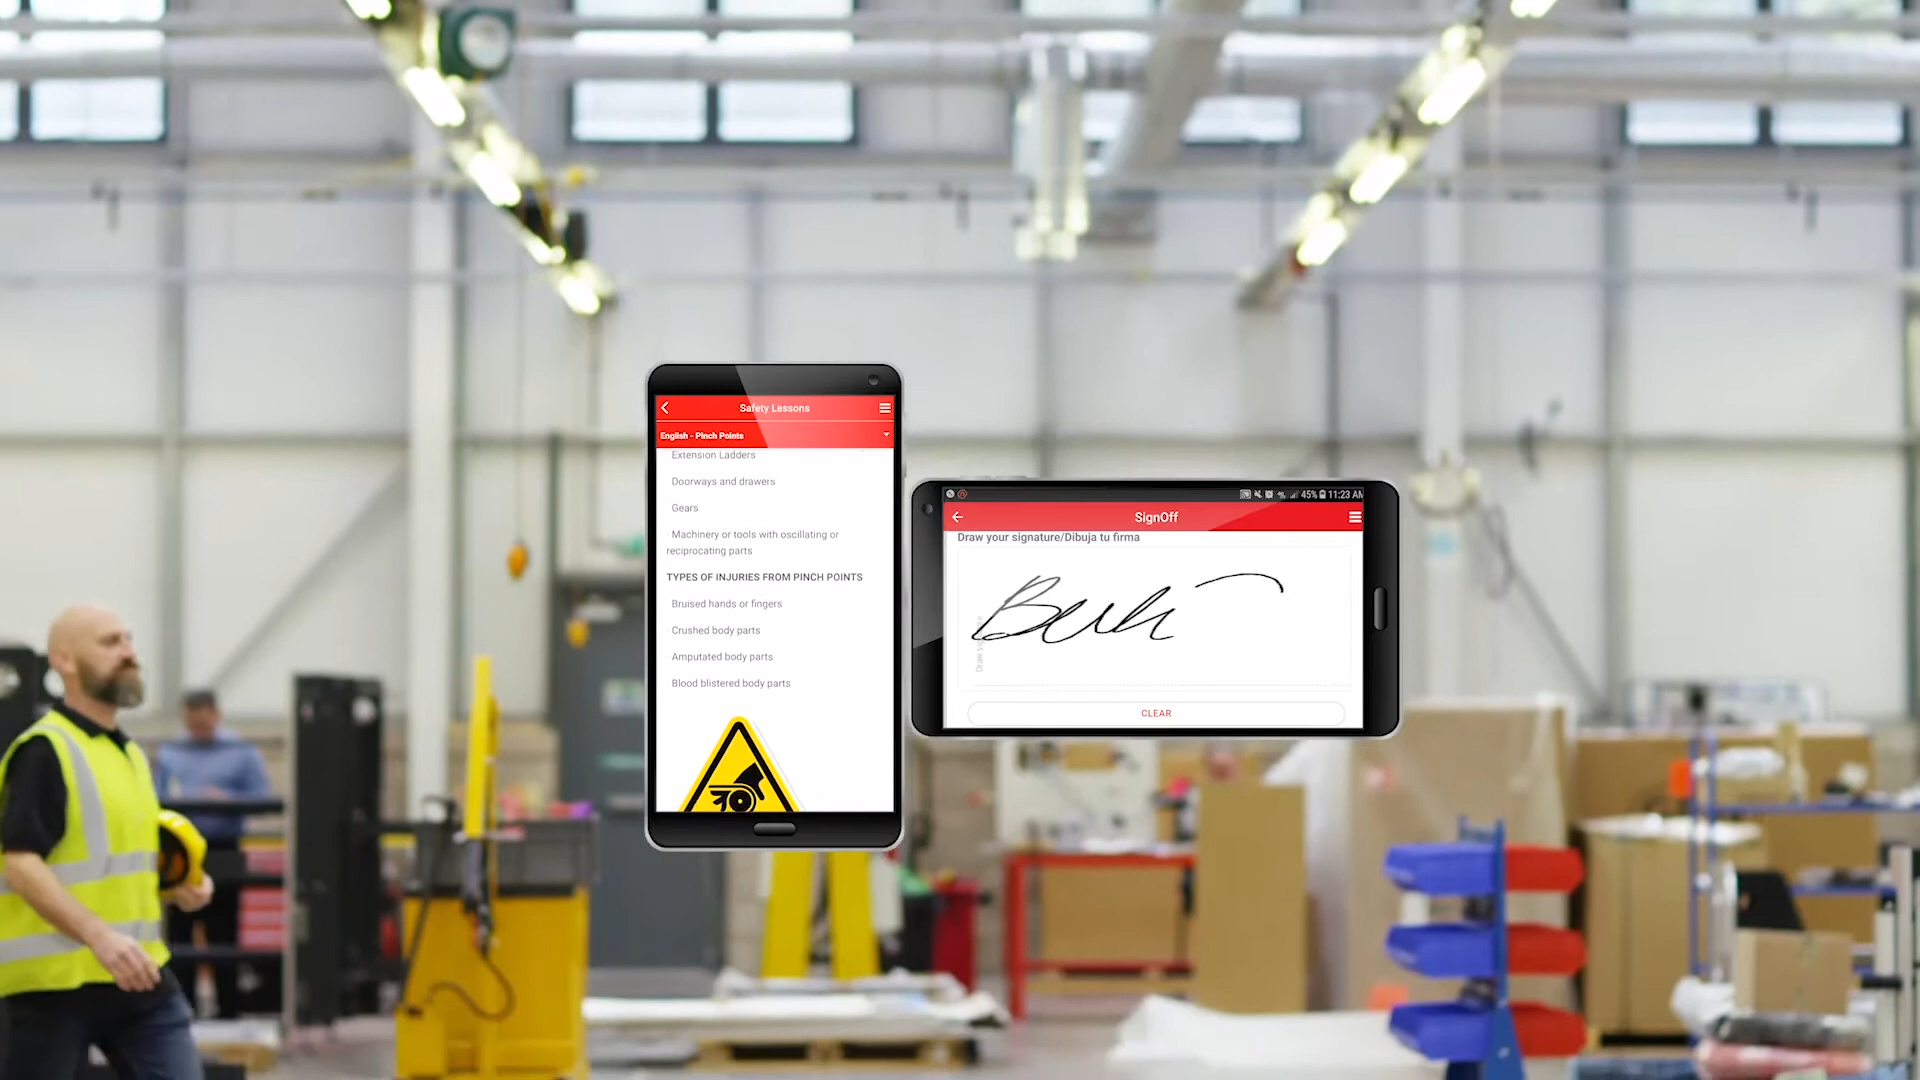 Safety Lessons
English - Pinch Points
Extension Ladders
Doorways and drawers
Gears
Machinery or tools with oscillating or
reciprocating parts
TYPES OF INJURIES FROM PINCH POINTS
Bruised hands or fingers
Crushed body parts
Amputated body parts
Blood blistered body parts
45% 11:23 AM
SignOff
Draw your signature/Dibuja tu firma
CLEAR